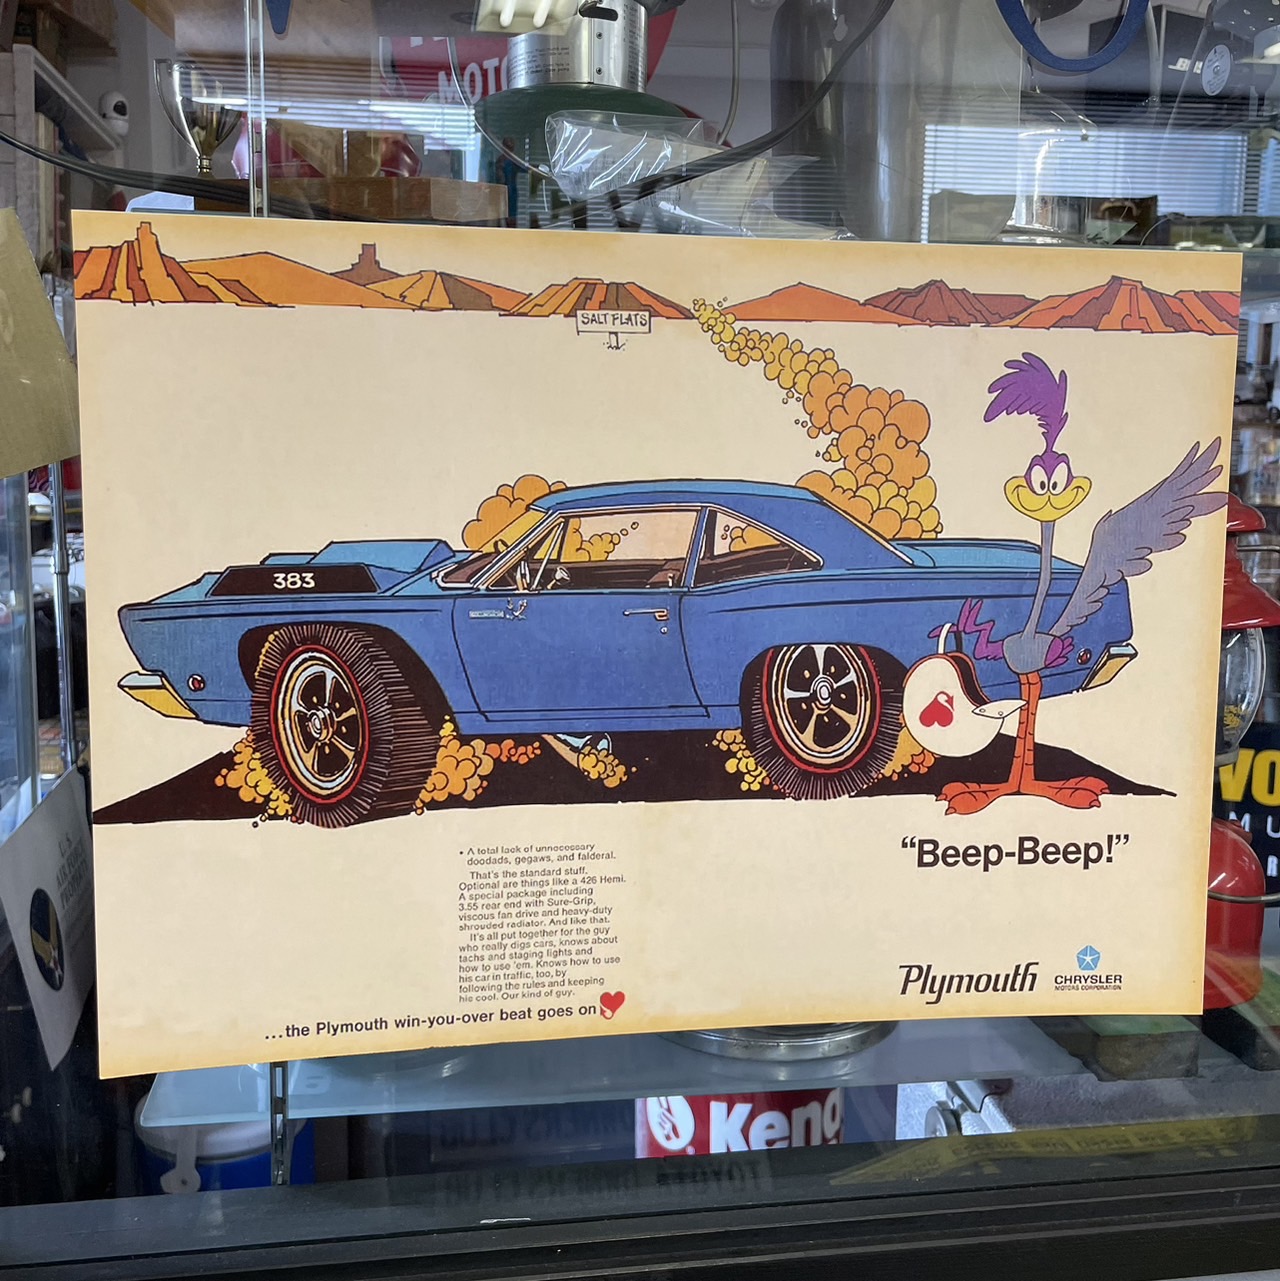 MOTO
SALT FLATS
383
• A total lack of unnecessary
doodads, gegaws, and falderal.
That's the standard stuff.
Optional are things like a 426 Hemi.
A special package including
3.55 rear end with Sure-Grip,
viscous fan drive and heavy-duty
shrouded radiator. And like that.
It's all put together for the guy
who really digs cars, knows about
tachs and staging lights and
how to use 'em. Knows how to use
his car in traffic, too, by
following the rules and keeping
his cool. Our kind of guy.
...the Plymouth win-you-over beat goes on
“Beep-Beep!”
Plymouth
CHRYSLER
MOTORS CORPORATION
U.S.
VO
MU
R
Kend